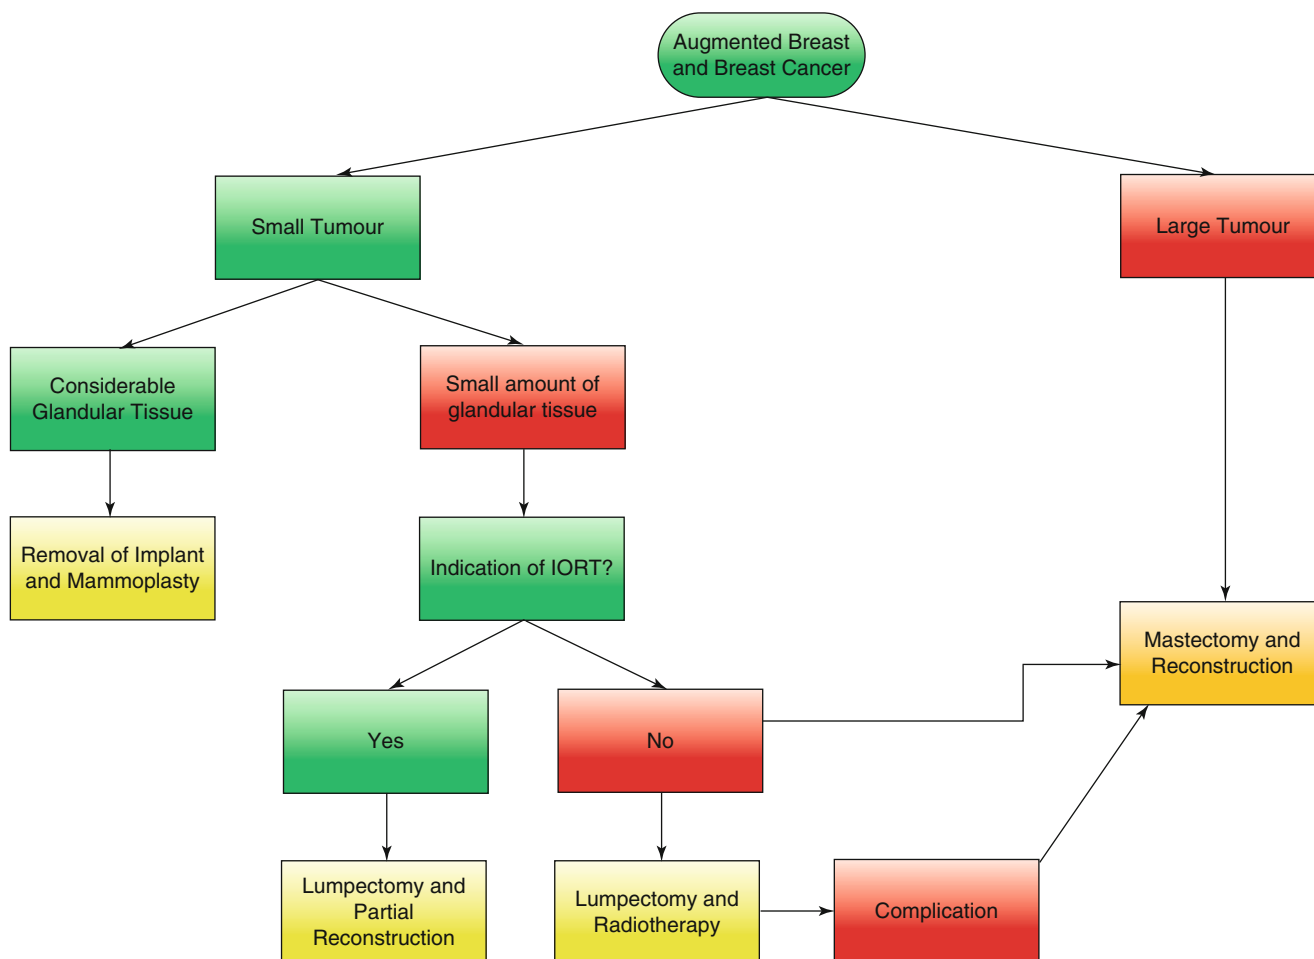 Augmented Breast
and Breast Cancer
Small Tumour
Large Tumour
Considerable
Glandular Tissue
Small amount of
glandular tissue
Removal of Implant
and Mammoplasty
Indication of IORT?
Mastectomy and
Reconstruction
Yes
No
Lumpectomy and
Partial
Reconstruction
Lumpectomy and
Radiotherapy
Complication